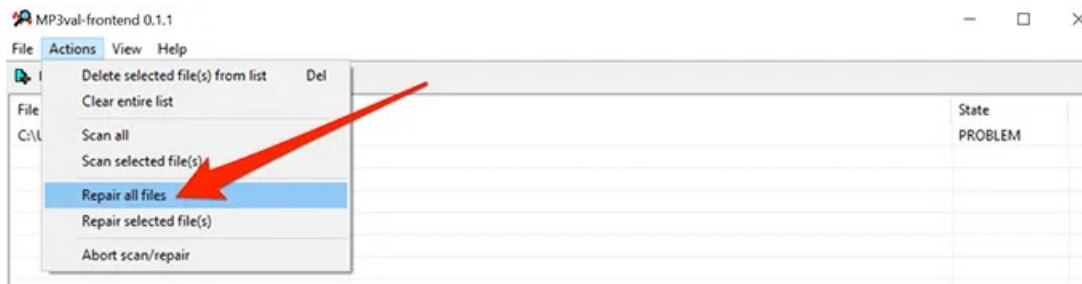 MP3val-frontend 0.1.1
File Actions View Help
Delete selected file(s) from list Del
Clear entire list
File State
C:\U PROBLEM
Scan all
Scan selected file(s)
Repair all files
Repair selected file(s)
Abort scan/repair